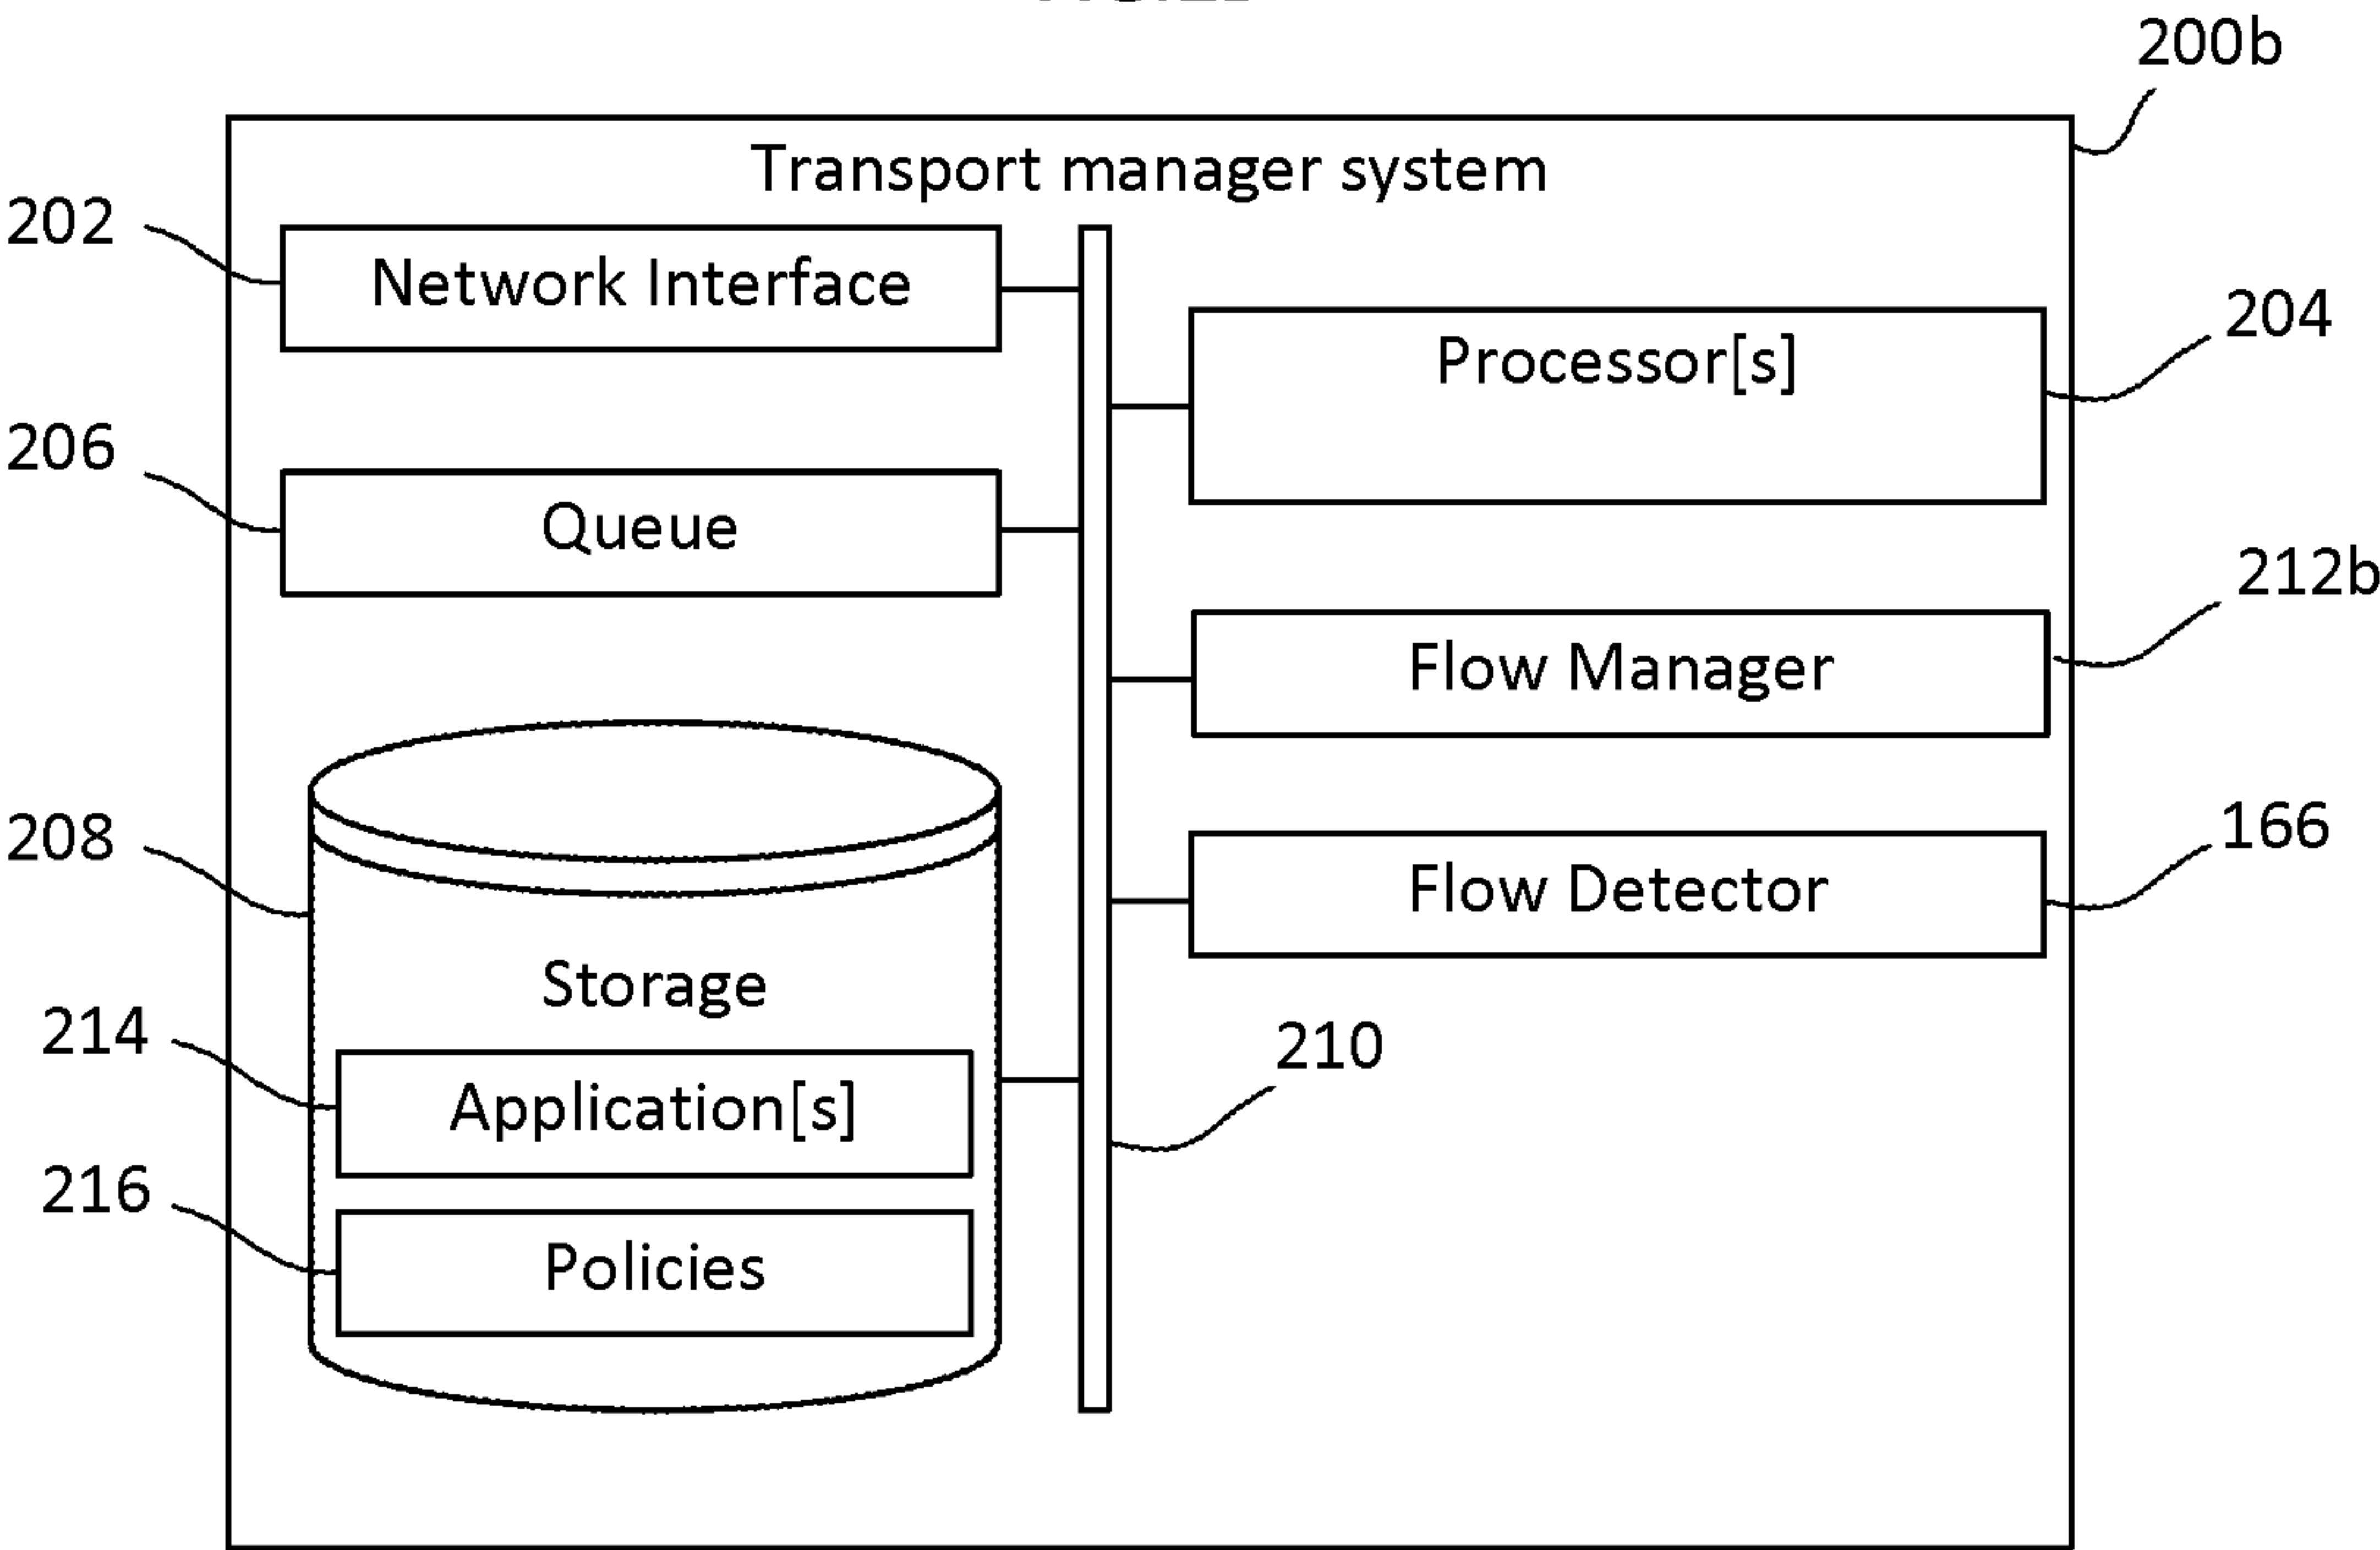 200b
Transport manager system
202
Network Interface
204
Processor[s]
206
Queue
212b
Flow Manager
208
166
Flow Detector
Storage
214
210
Application[s]
216
Policies